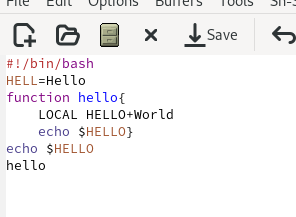 Edit Options Buffers Tools Sh-S
Save
#!/bin/bash
HELL=Hello
function hello{
    LOCAL HELLO+World
    echo $HELLO}
echo $HELLO
hello